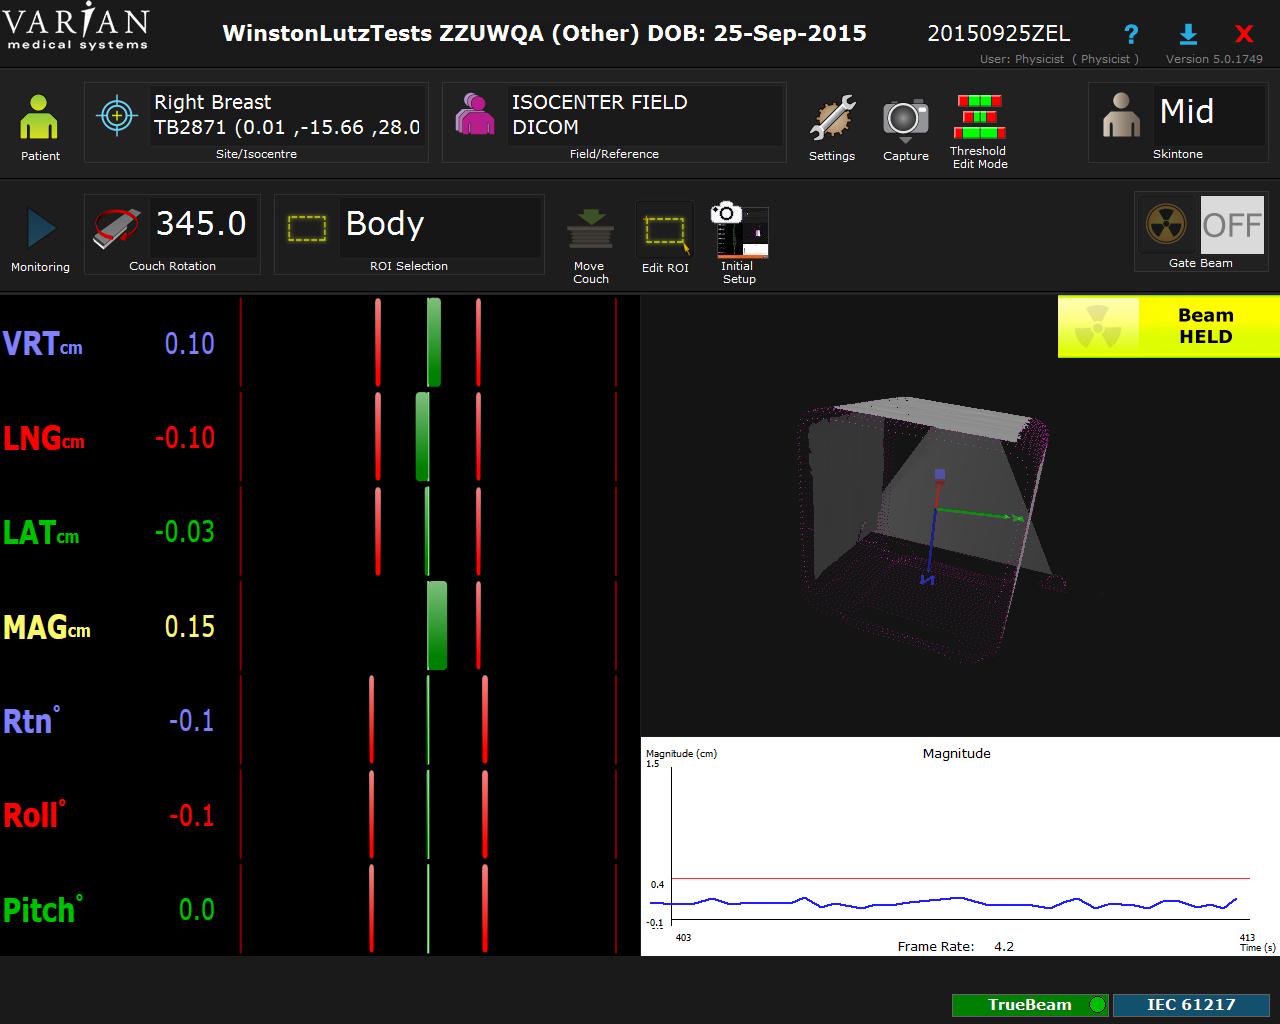 VARIAN
medical systems
WinstonLutzTests ZZUWQA (Other) DOB: 25-Sep-2015
20150925ZEL
?
X
User: Physicist ( Physicist )
Version 5.0.1749
Patient
Right Breast
TB2871 (0.01 ,-15.66 ,28.0
Site/Isocentre
ISOCENTER FIELD
DICOM
Field/Reference
Settings
Capture
Threshold
Edit Mode
Mid
Skintone
Monitoring
345.0
Couch Rotation
Body
ROI Selection
Move
Couch
Edit ROI
Initial
Setup
OFF
Gate Beam
VRTcm 0.10
LNGcm -0.10
LATcm -0.03
MAGcm 0.15
Rtn° -0.1
Roll° -0.1
Pitch° 0.0
Beam
HELD
Magnitude (cm)
Magnitude
1.5
0.4
-0.1
403
413
Time (s)
Frame Rate: 4.2
TrueBeam
IEC 61217